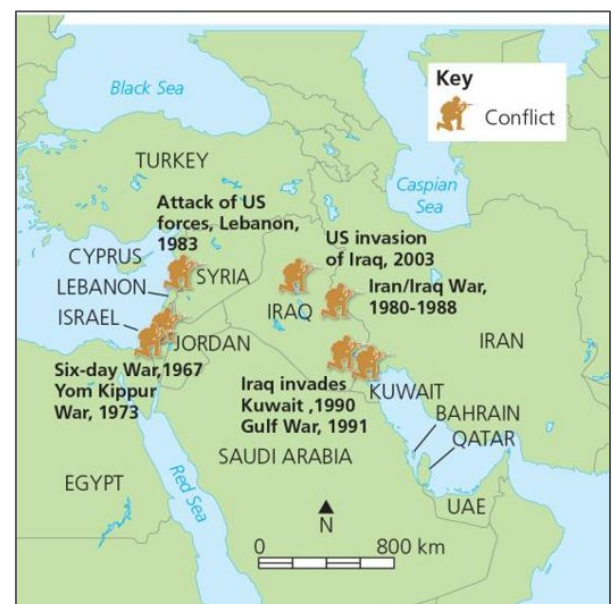 Black Sea
Key
Conflict
TURKEY
Caspian
Sea
Attack of US
forces, Lebanon,
1983
US invasion
of Iraq, 2003
CYPRUS
SYRIA
LEBANON
Iran/Iraq War,
1980-1988
IRAQ
ISRAEL
JORDAN
IRAN
Six-day War,1967
Yom Kippur
War, 1973
Iraq invades
Kuwait ,1990
Gulf War, 1991
KUWAIT
BAHRAIN
QATAR
SAUDI ARABIA
EGYPT
Red Sea
UAE
N
0 800 km